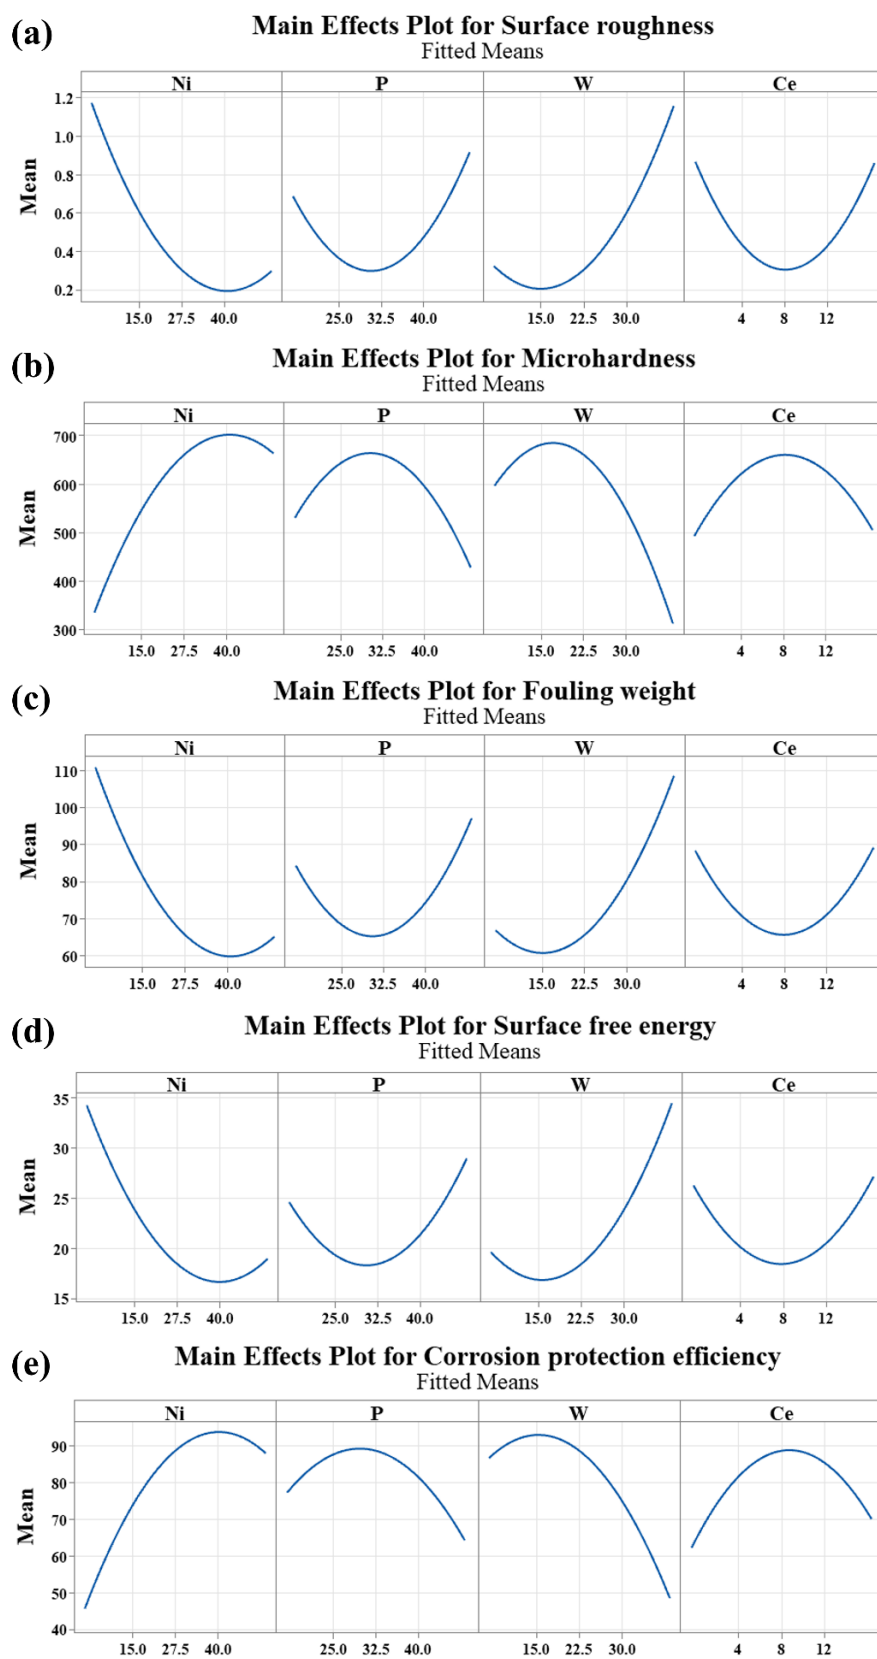 (a)
Main Effects Plot for Surface roughness
Fitted Means
Ni P W Ce
1.2
1.0
0.8
0.6
0.4
0.2
Mean
15.0 27.5 40.0 25.0 32.5 40.0 15.0 22.5 30.0 4 8 12
(b)
Main Effects Plot for Microhardness
Fitted Means
Ni P W Ce
700
600
500
400
300
Mean
15.0 27.5 40.0 25.0 32.5 40.0 15.0 22.5 30.0 4 8 12
(c)
Main Effects Plot for Fouling weight
Fitted Means
Ni P W Ce
110
100
90
80
70
60
Mean
15.0 27.5 40.0 25.0 32.5 40.0 15.0 22.5 30.0 4 8 12
(d)
Main Effects Plot for Surface free energy
Fitted Means
Ni P W Ce
35
30
25
20
15
Mean
15.0 27.5 40.0 25.0 32.5 40.0 15.0 22.5 30.0 4 8 12
(e)
Main Effects Plot for Corrosion protection efficiency
Fitted Means
Ni P W Ce
90
80
70
60
50
40
Mean
15.0 27.5 40.0 25.0 32.5 40.0 15.0 22.5 30.0 4 8 12